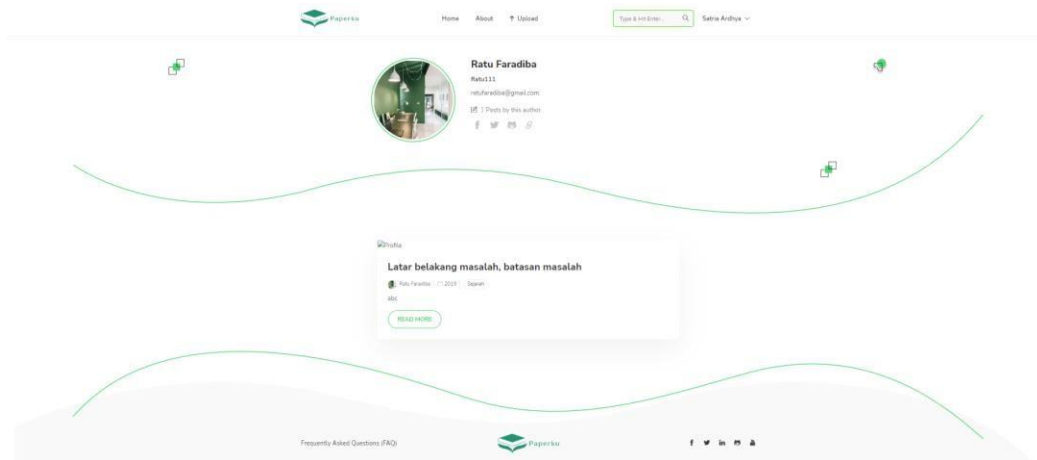 Paperku
Home About Upload
Type & Hit Enter...
Satria Ardhya
Ratu Faradiba
Ratu111
ratufaradiba@gmail.com
1 Posts by this author
Profile
Latar belakang masalah, batasan masalah
Ratu Faradiba 2019 Sejarah
abs
READ MORE
Frequently Asked Questions (FAQ)
Paperku